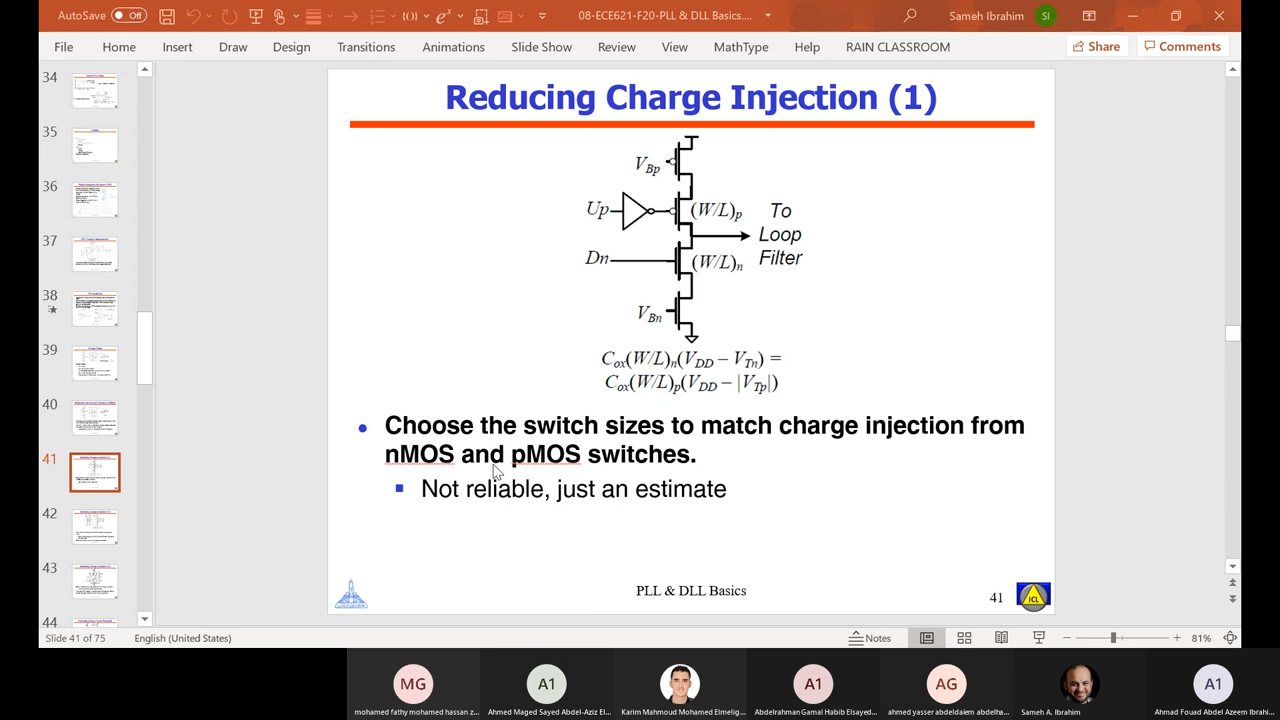 AutoSave Off
08-ECE621-F20-PLL & DLL Basics....
Sameh Ibrahim SI
File Home Insert Draw Design Transitions Animations Slide Show Review View MathType Help RAIN CLASSROOM Share Comments
34
35
36
37
38
39
40
41
42
43
44
Reducing Charge Injection (1)
V_Bp
Up
(W/L)_p
To
Loop
Filter
Dn
(W/L)_n
V_Bn
C_ox(W/L)_n(V_DD − V_Tn) =
C_ox(W/L)_p(V_DD − |V_Tp|)
• Choose the switch sizes to match charge injection from
nMOS and pMOS switches.
▪ Not reliable, just an estimate
PLL & DLL Basics
41
ICL
Slide 41 of 75 English (United States) Notes 81%
MG
A1
A1
AG
A1
mohamed fathy mohamed hassan z...
Ahmed Maged Sayed Abdel-Aziz El...
Karim Mahmoud Mohamed Elmelig...
Abdelrahman Gamal Habib Elsayed...
ahmed yasser abdeldaiem abdelha...
Sameh A. Ibrahim
Ahmad Fouad Abdel Azeem Ibrahi...